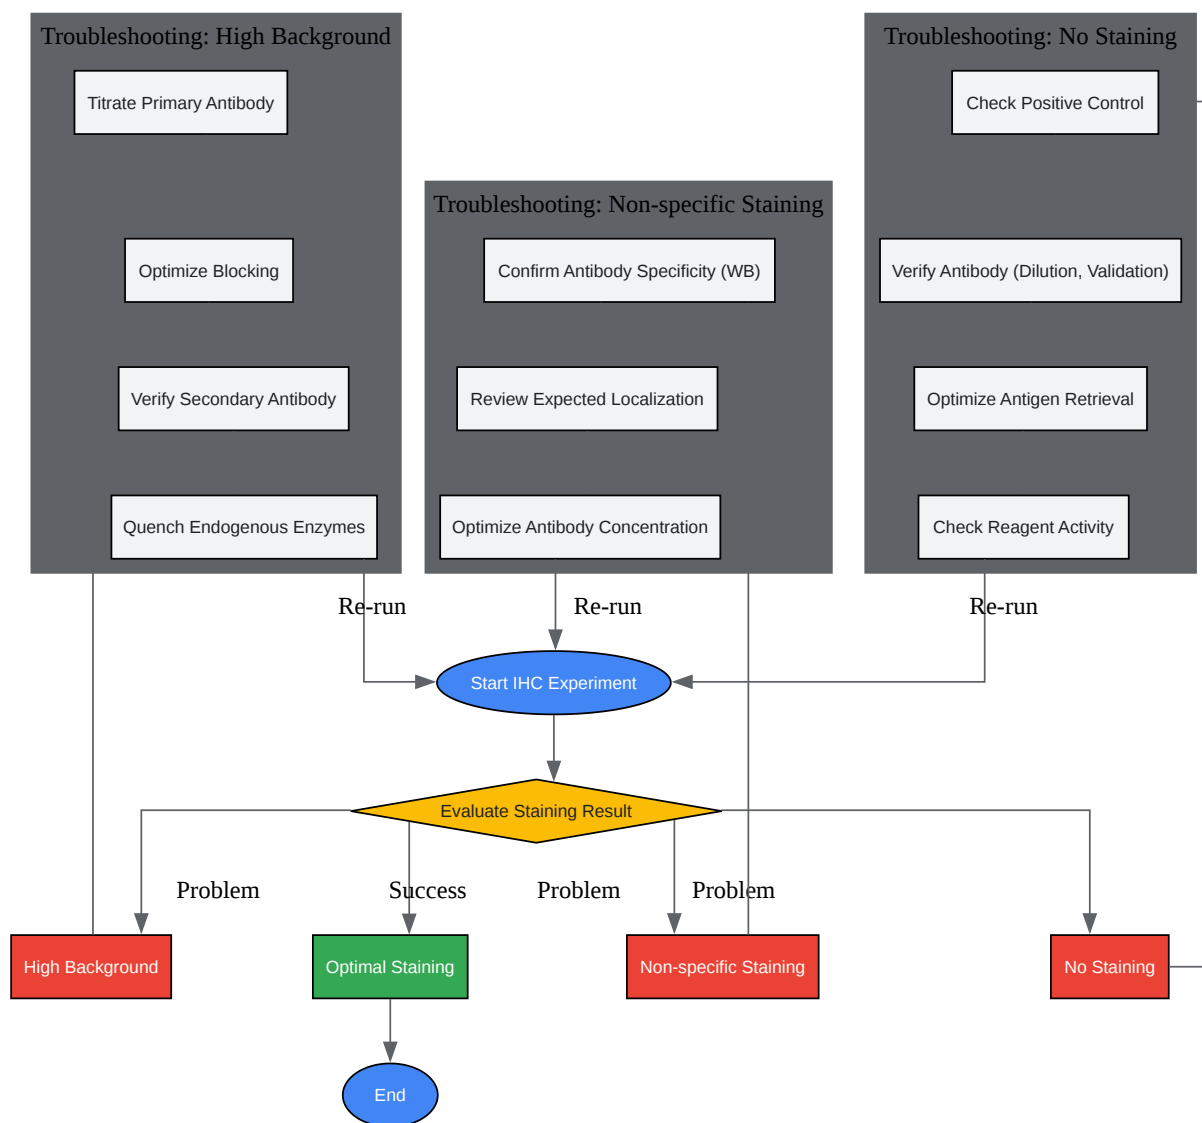 Troubleshooting: High Background
Titrate Primary Antibody
Optimize Blocking
Verify Secondary Antibody
Quench Endogenous Enzymes
Troubleshooting: Non-specific Staining
Confirm Antibody Specificity (WB)
Review Expected Localization
Optimize Antibody Concentration
Troubleshooting: No Staining
Check Positive Control
Verify Antibody (Dilution, Validation)
Optimize Antigen Retrieval
Check Reagent Activity
Re-run
Re-run
Re-run
Start IHC Experiment
Evaluate Staining Result
Problem
Success
Problem
Problem
High Background
Optimal Staining
Non-specific Staining
No Staining
End